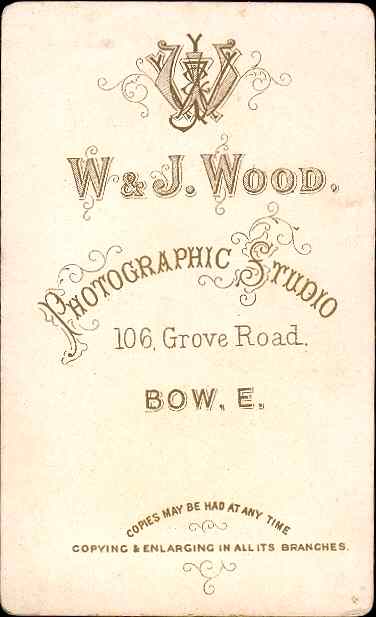 W & J. WOOD.
PHOTOGRAPHIC STUDIO
106, Grove Road.
BOW, E.
COPIES MAY BE HAD AT ANY TIME
COPYING & ENLARGING IN ALL ITS BRANCHES.